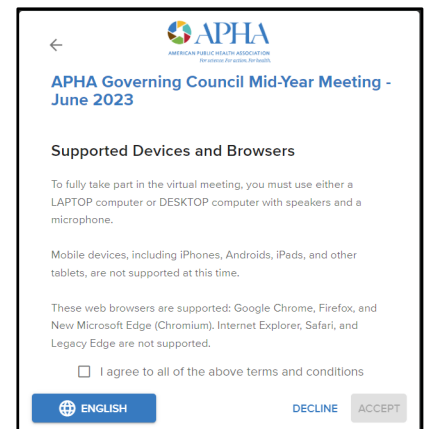 APHA
AMERICAN PUBLIC HEALTH ASSOCIATION
For science. For action. For health.
APHA Governing Council Mid-Year Meeting -
June 2023
Supported Devices and Browsers
To fully take part in the virtual meeting, you must use either a
LAPTOP computer or DESKTOP computer with speakers and a
microphone.
Mobile devices, including iPhones, Androids, iPads, and other
tablets, are not supported at this time.
These web browsers are supported: Google Chrome, Firefox, and
New Microsoft Edge (Chromium). Internet Explorer, Safari, and
Legacy Edge are not supported.
I agree to all of the above terms and conditions
ENGLISH
DECLINE
ACCEPT